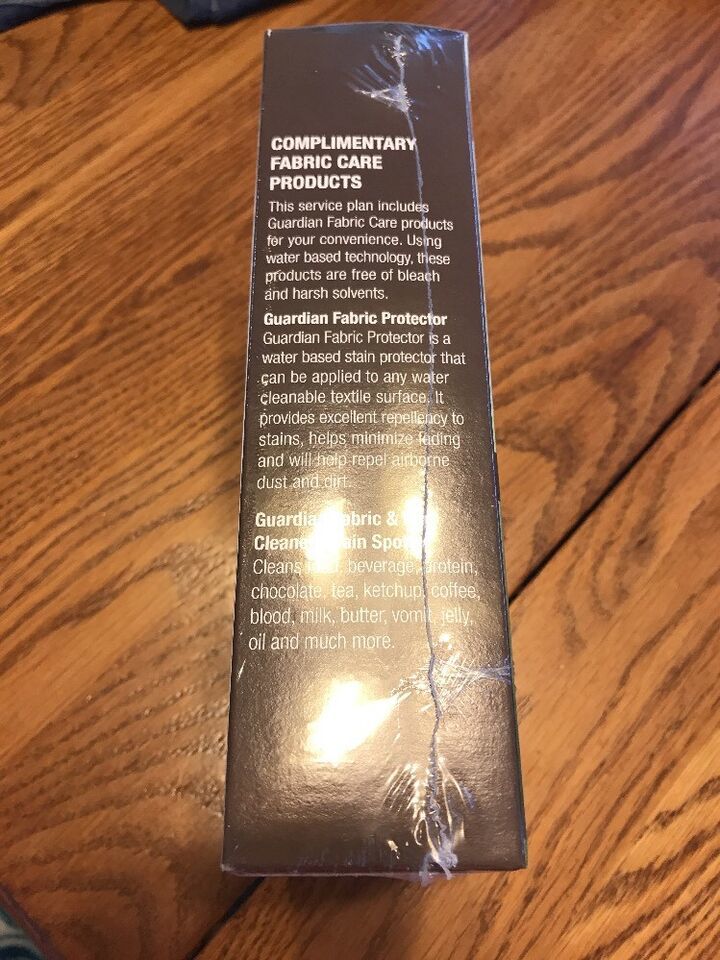 COMPLIMENTARY
FABRIC CARE
PRODUCTS
This service plan includes
Guardian Fabric Care products
for your convenience. Using
water based technology, these
products are free of bleach
and harsh solvents.
Guardian Fabric Protector
Guardian Fabric Protector is a
water based stain protector that
can be applied to any water
cleanable textile surface. It
provides excellent repellency to
stains, helps minimize fading
and will help repel airborne
dust and dirt.
Guardian Fabric &
Cleans beverage, protein,
chocolate, tea, ketchup, coffee,
blood, milk, butter, vomit, jelly,
oil and much more.